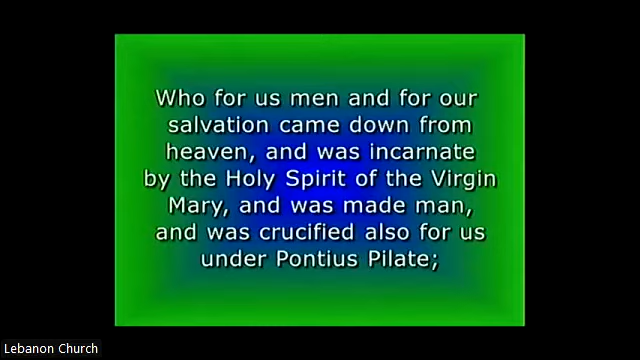 Who for us men and for our
salvation came down from
heaven, and was incarnate
by the Holy Spirit of the Virgin
Mary, and was made man,
and was crucified also for us
under Pontius Pilate;
Lebanon Church